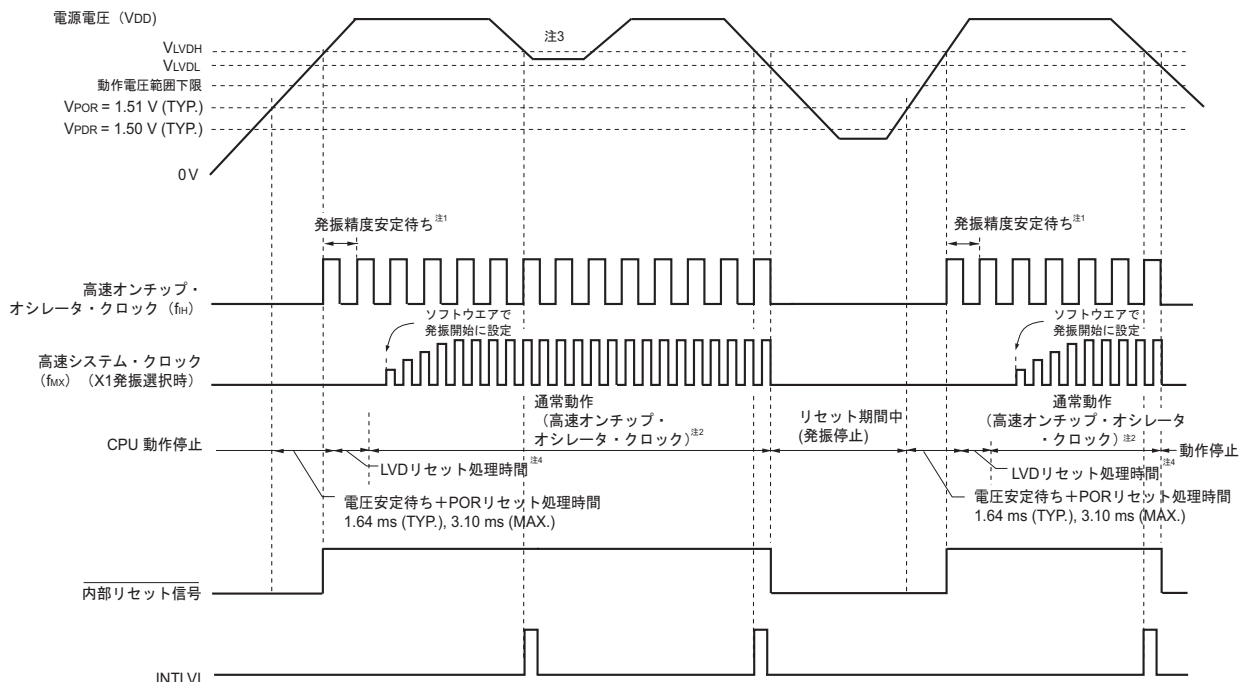 電源電圧（VDD）
注3
VLVDH
VLVDL
動作電圧範囲下限
VPOR = 1.51 V (TYP.)
VPDR = 1.50 V (TYP.)
0 V
発振精度安定待ち注1
発振精度安定待ち注1
高速オンチップ・
オシレータ・クロック（fIH）
ソフトウエアで
発振開始に設定
ソフトウエアで
発振開始に設定
高速システム・クロック
（fMX）（X1発振選択時）
通常動作
（高速オンチップ・
オシレータ・クロック）注2
リセット期間中
(発振停止)
通常動作
（高速オンチップ・オシレータ
・クロック）注2
CPU 動作停止
動作停止
LVDリセット処理時間注4
LVDリセット処理時間注4
電圧安定待ち＋PORリセット処理時間
1.64 ms (TYP.), 3.10 ms (MAX.)
電圧安定待ち＋PORリセット処理時間
1.64 ms (TYP.), 3.10 ms (MAX.)
内部リセット信号
INTLVI